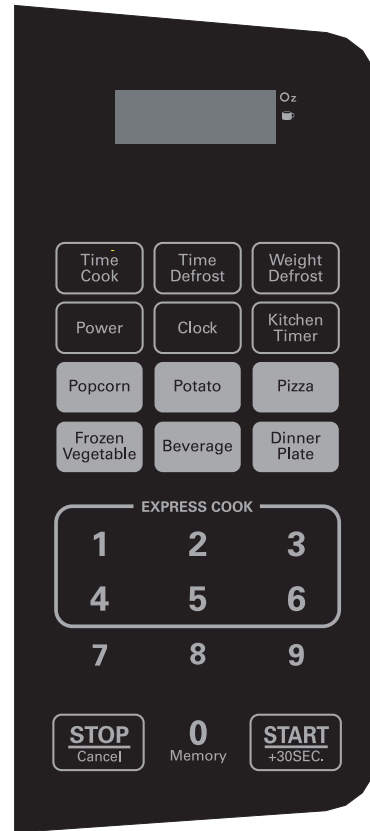 Oz
Time Cook
Time Defrost
Weight Defrost
Power
Clock
Kitchen Timer
Popcorn
Potato
Pizza
Frozen Vegetable
Beverage
Dinner Plate
EXPRESS COOK
1 2 3
4 5 6
7 8 9
STOP
Cancel
0
Memory
START
+30SEC.